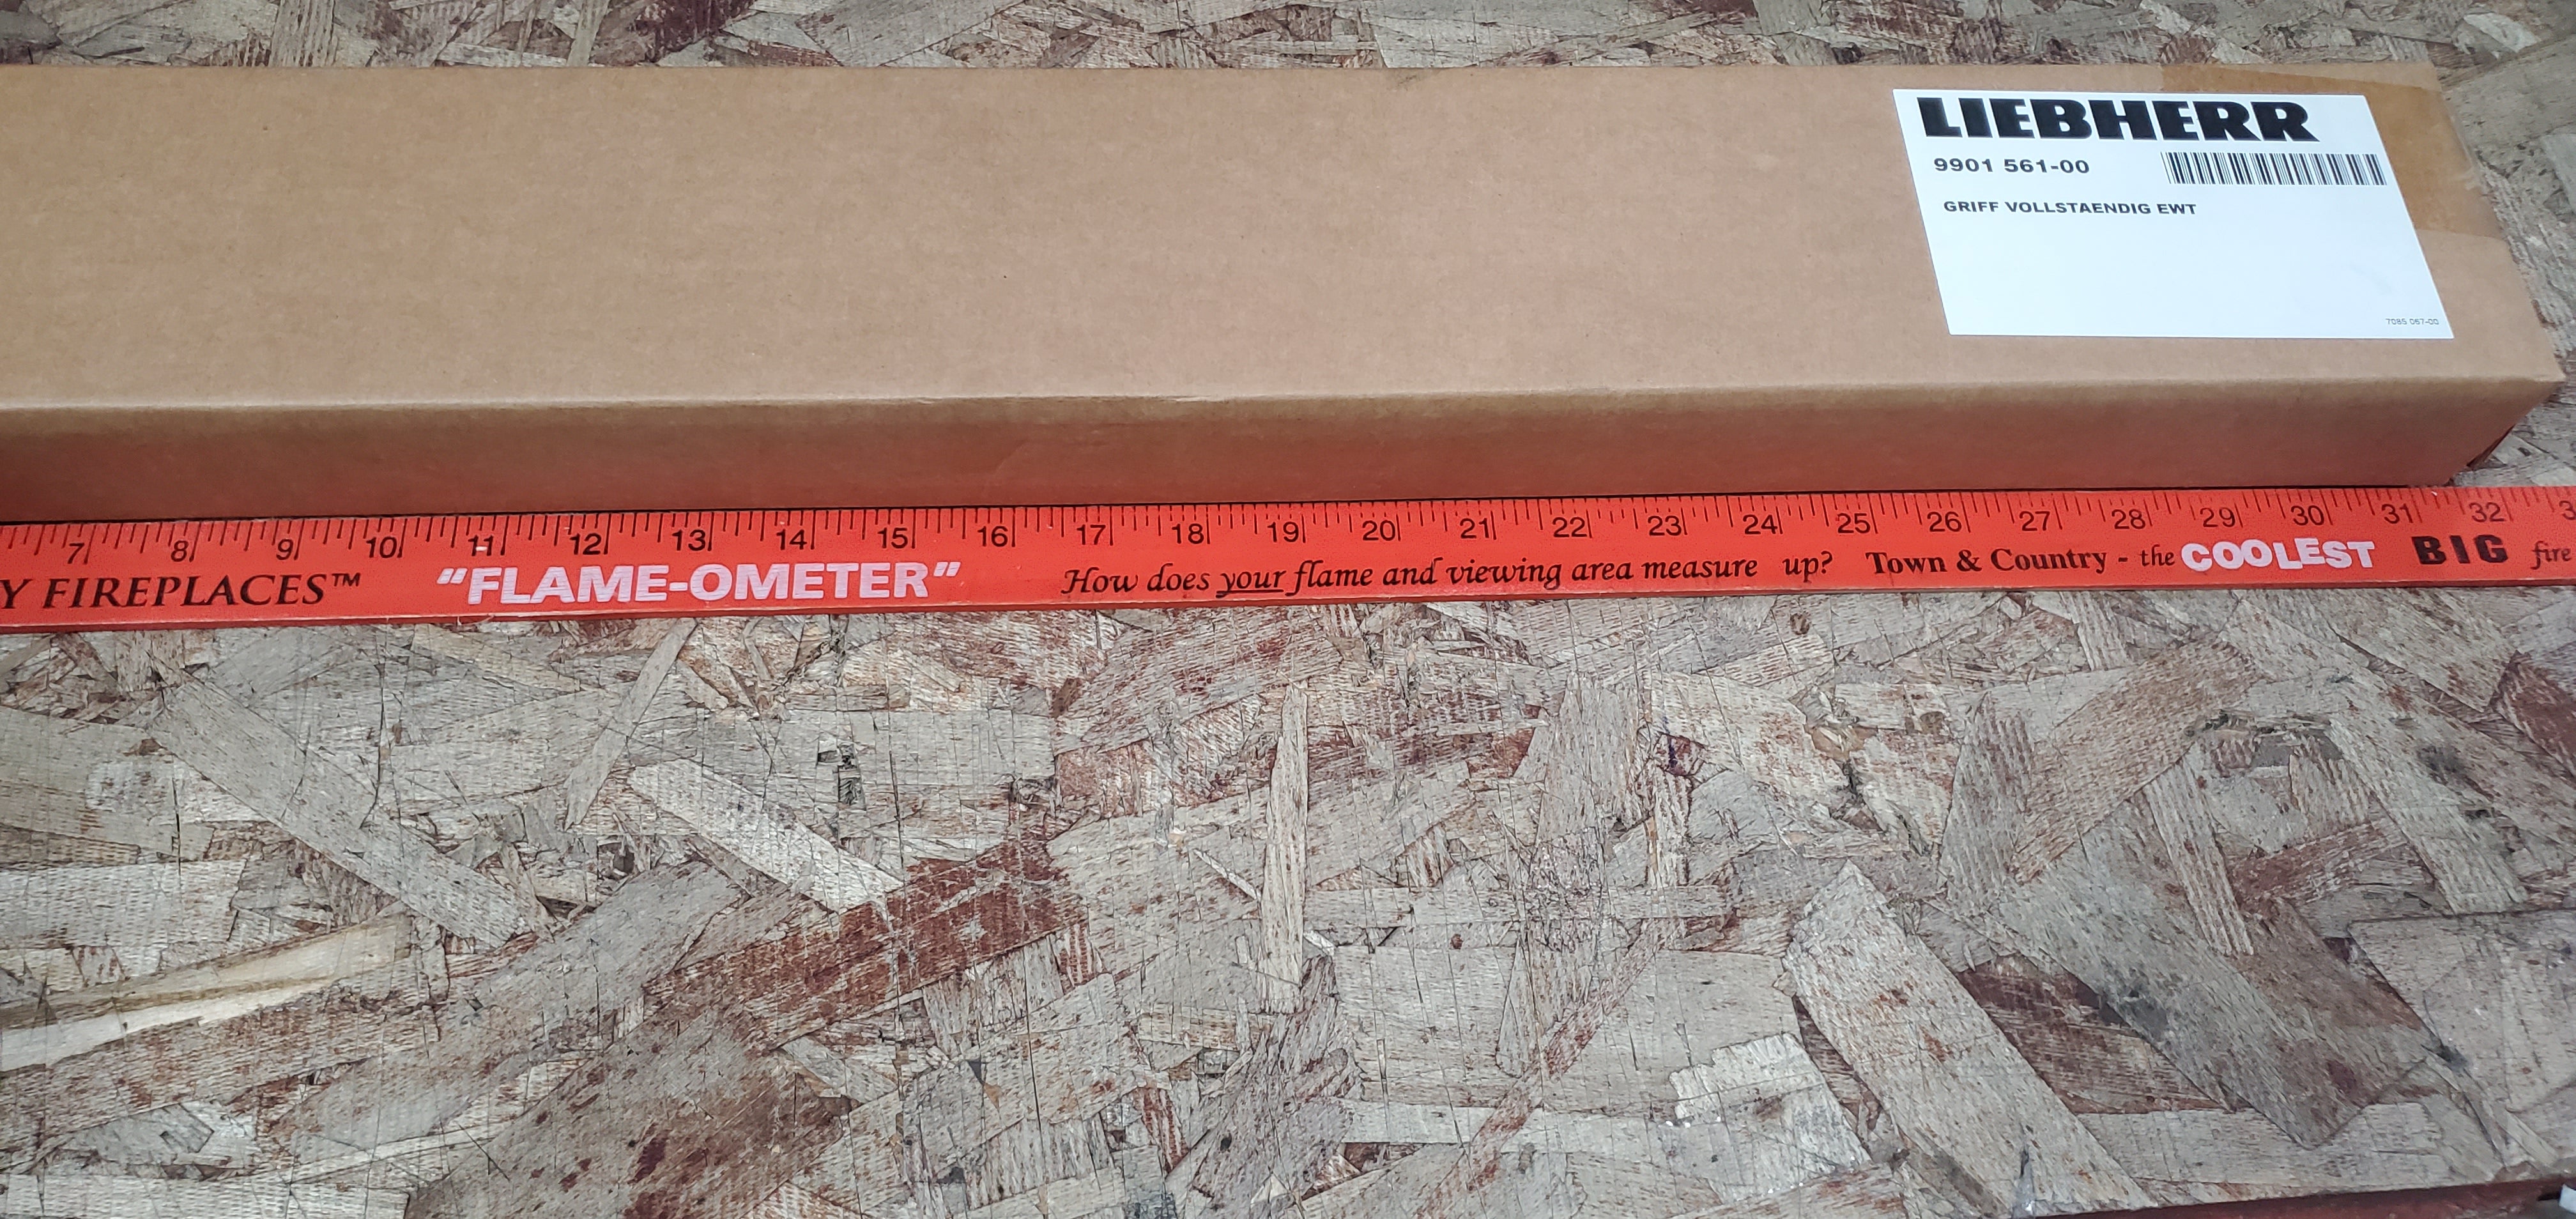 LIEBHERR
9901 561-00
GRIFF VOLLSTAENDIG EWT
7085 067-00
7 8 9 10 11 12 13 14 15 16 17 18 19 20 21 22 23 24 25 26 27 28 29 30 31 32 3
Y FIREPLACES™ "FLAME-OMETER" How does your flame and viewing area measure up? Town & Country - the COOLEST BIG fire